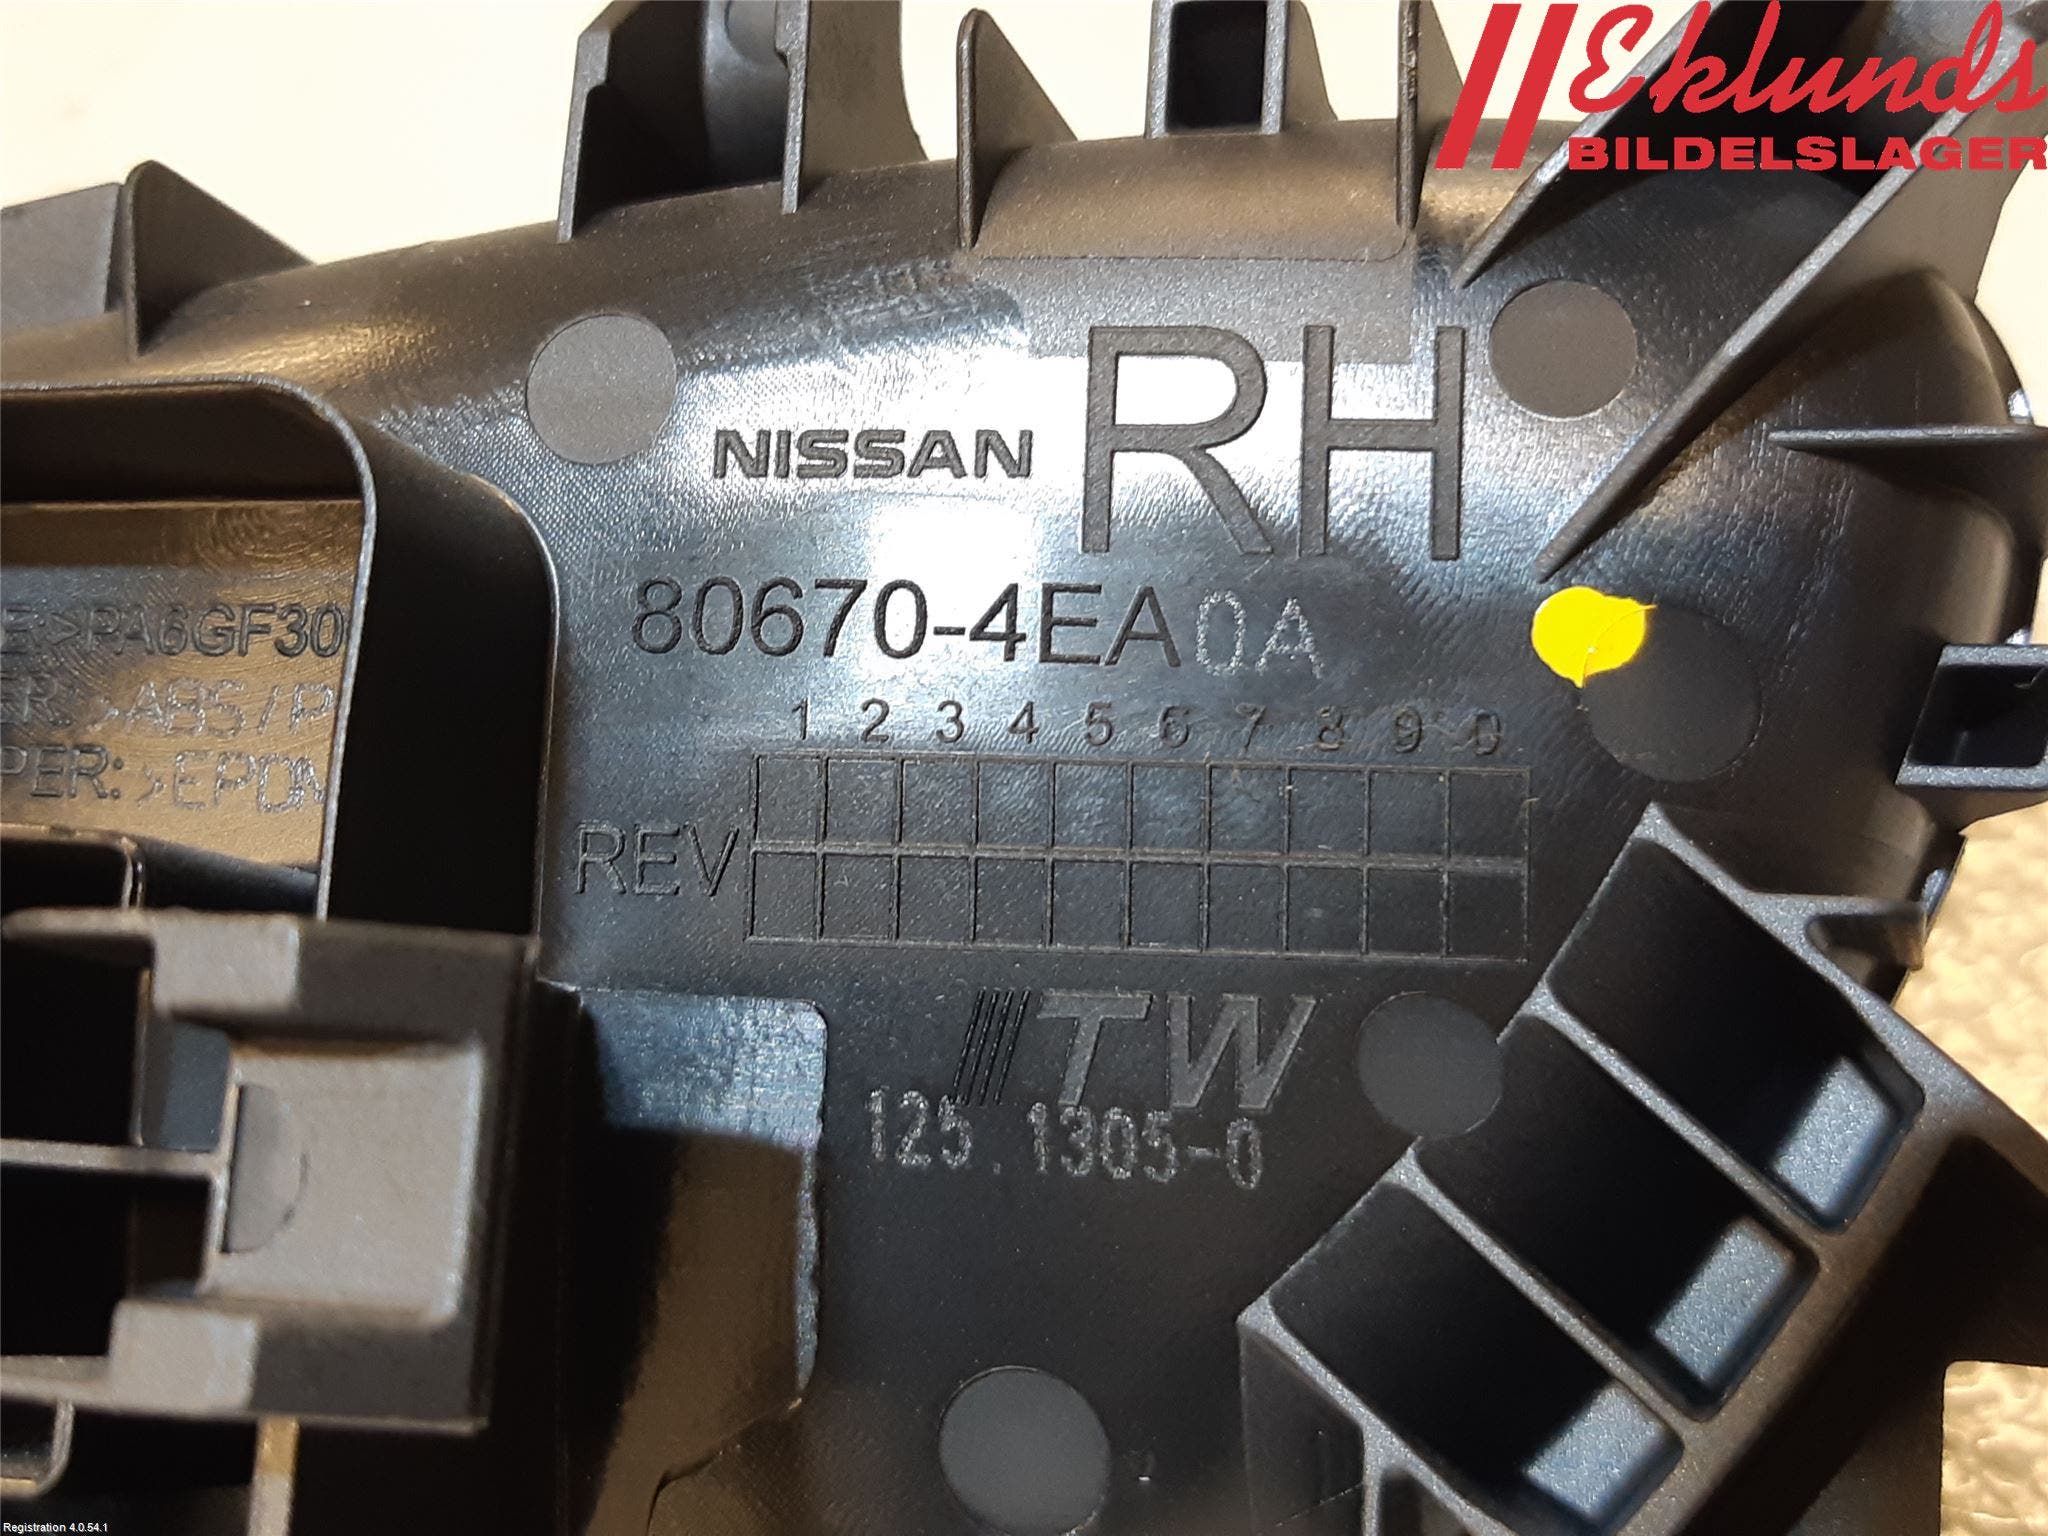 Eklunds
BILDELSLAGER
NISSAN RH
80670-4EA0A
1 2 3 4 5 6 7 8 9 0
REV
>PA6GF30
>ABS/P
PER: >EPDM
ITW
125.1305-0
Registration 4.0.54.1